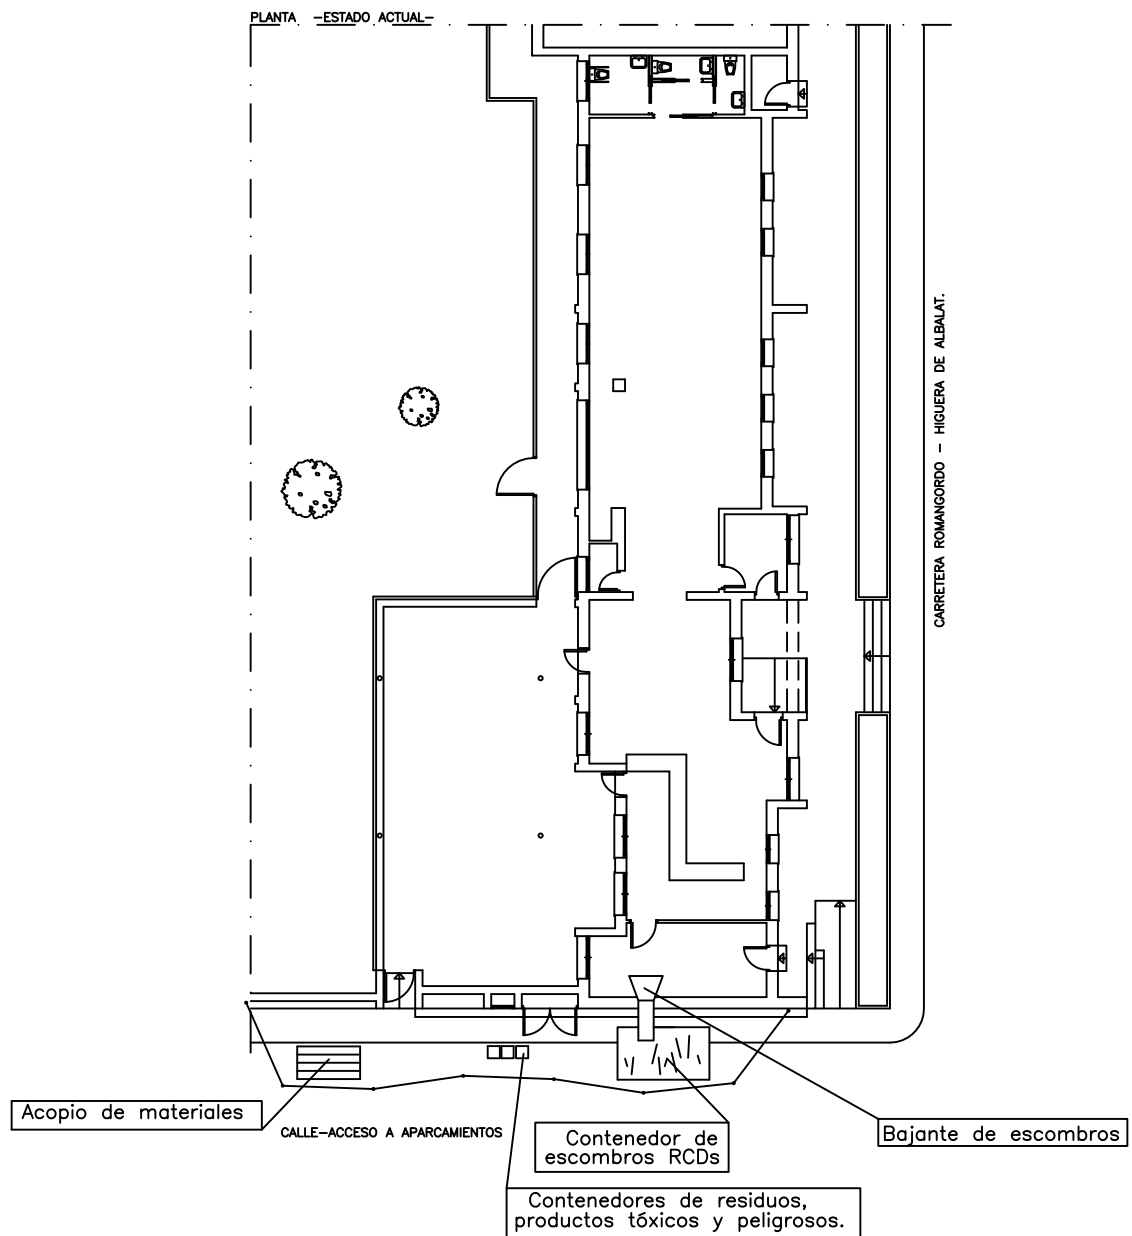 PLANTA -ESTADO ACTUAL-
CARRETERA ROMANGORDO - HIGUERA DE ALBALAT.
Acopio de materiales
CALLE-ACCESO A APARCAMIENTOS
Contenedor de
escombros RCDs
Bajante de escombros
Contenedores de residuos,
productos tóxicos y peligrosos.